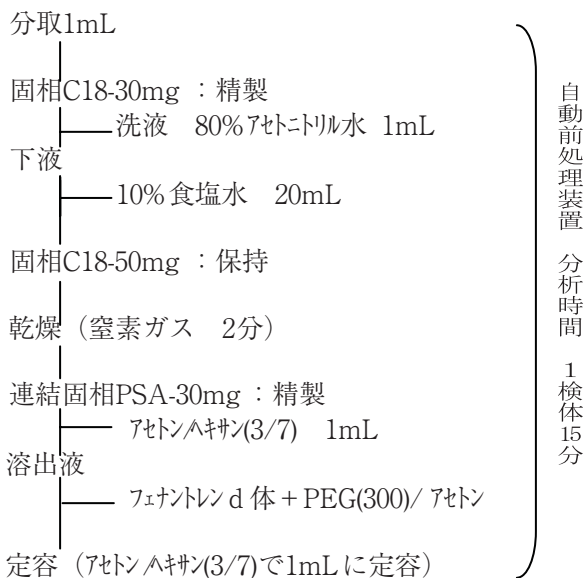 分取1mL
固相C18-30mg ：精製
洗液　80%ｱｾﾄﾆﾄﾘﾙ水 1mL
下液
10%食塩水　20mL
固相C18-50mg ：保持
乾燥（窒素ガス　2分）
連結固相PSA-30mg：精製
ｱｾﾄﾝ/ﾍｷｻﾝ(3/7)　1mL
溶出液
ﾌｪﾅﾝﾄﾚﾝ d 体＋PEG(300)/ ｱｾﾄﾝ
定容（ｱｾﾄﾝ/ﾍｷｻﾝ(3/7)で1mLに定容）
自動前処理装置　分析時間　1検体15分